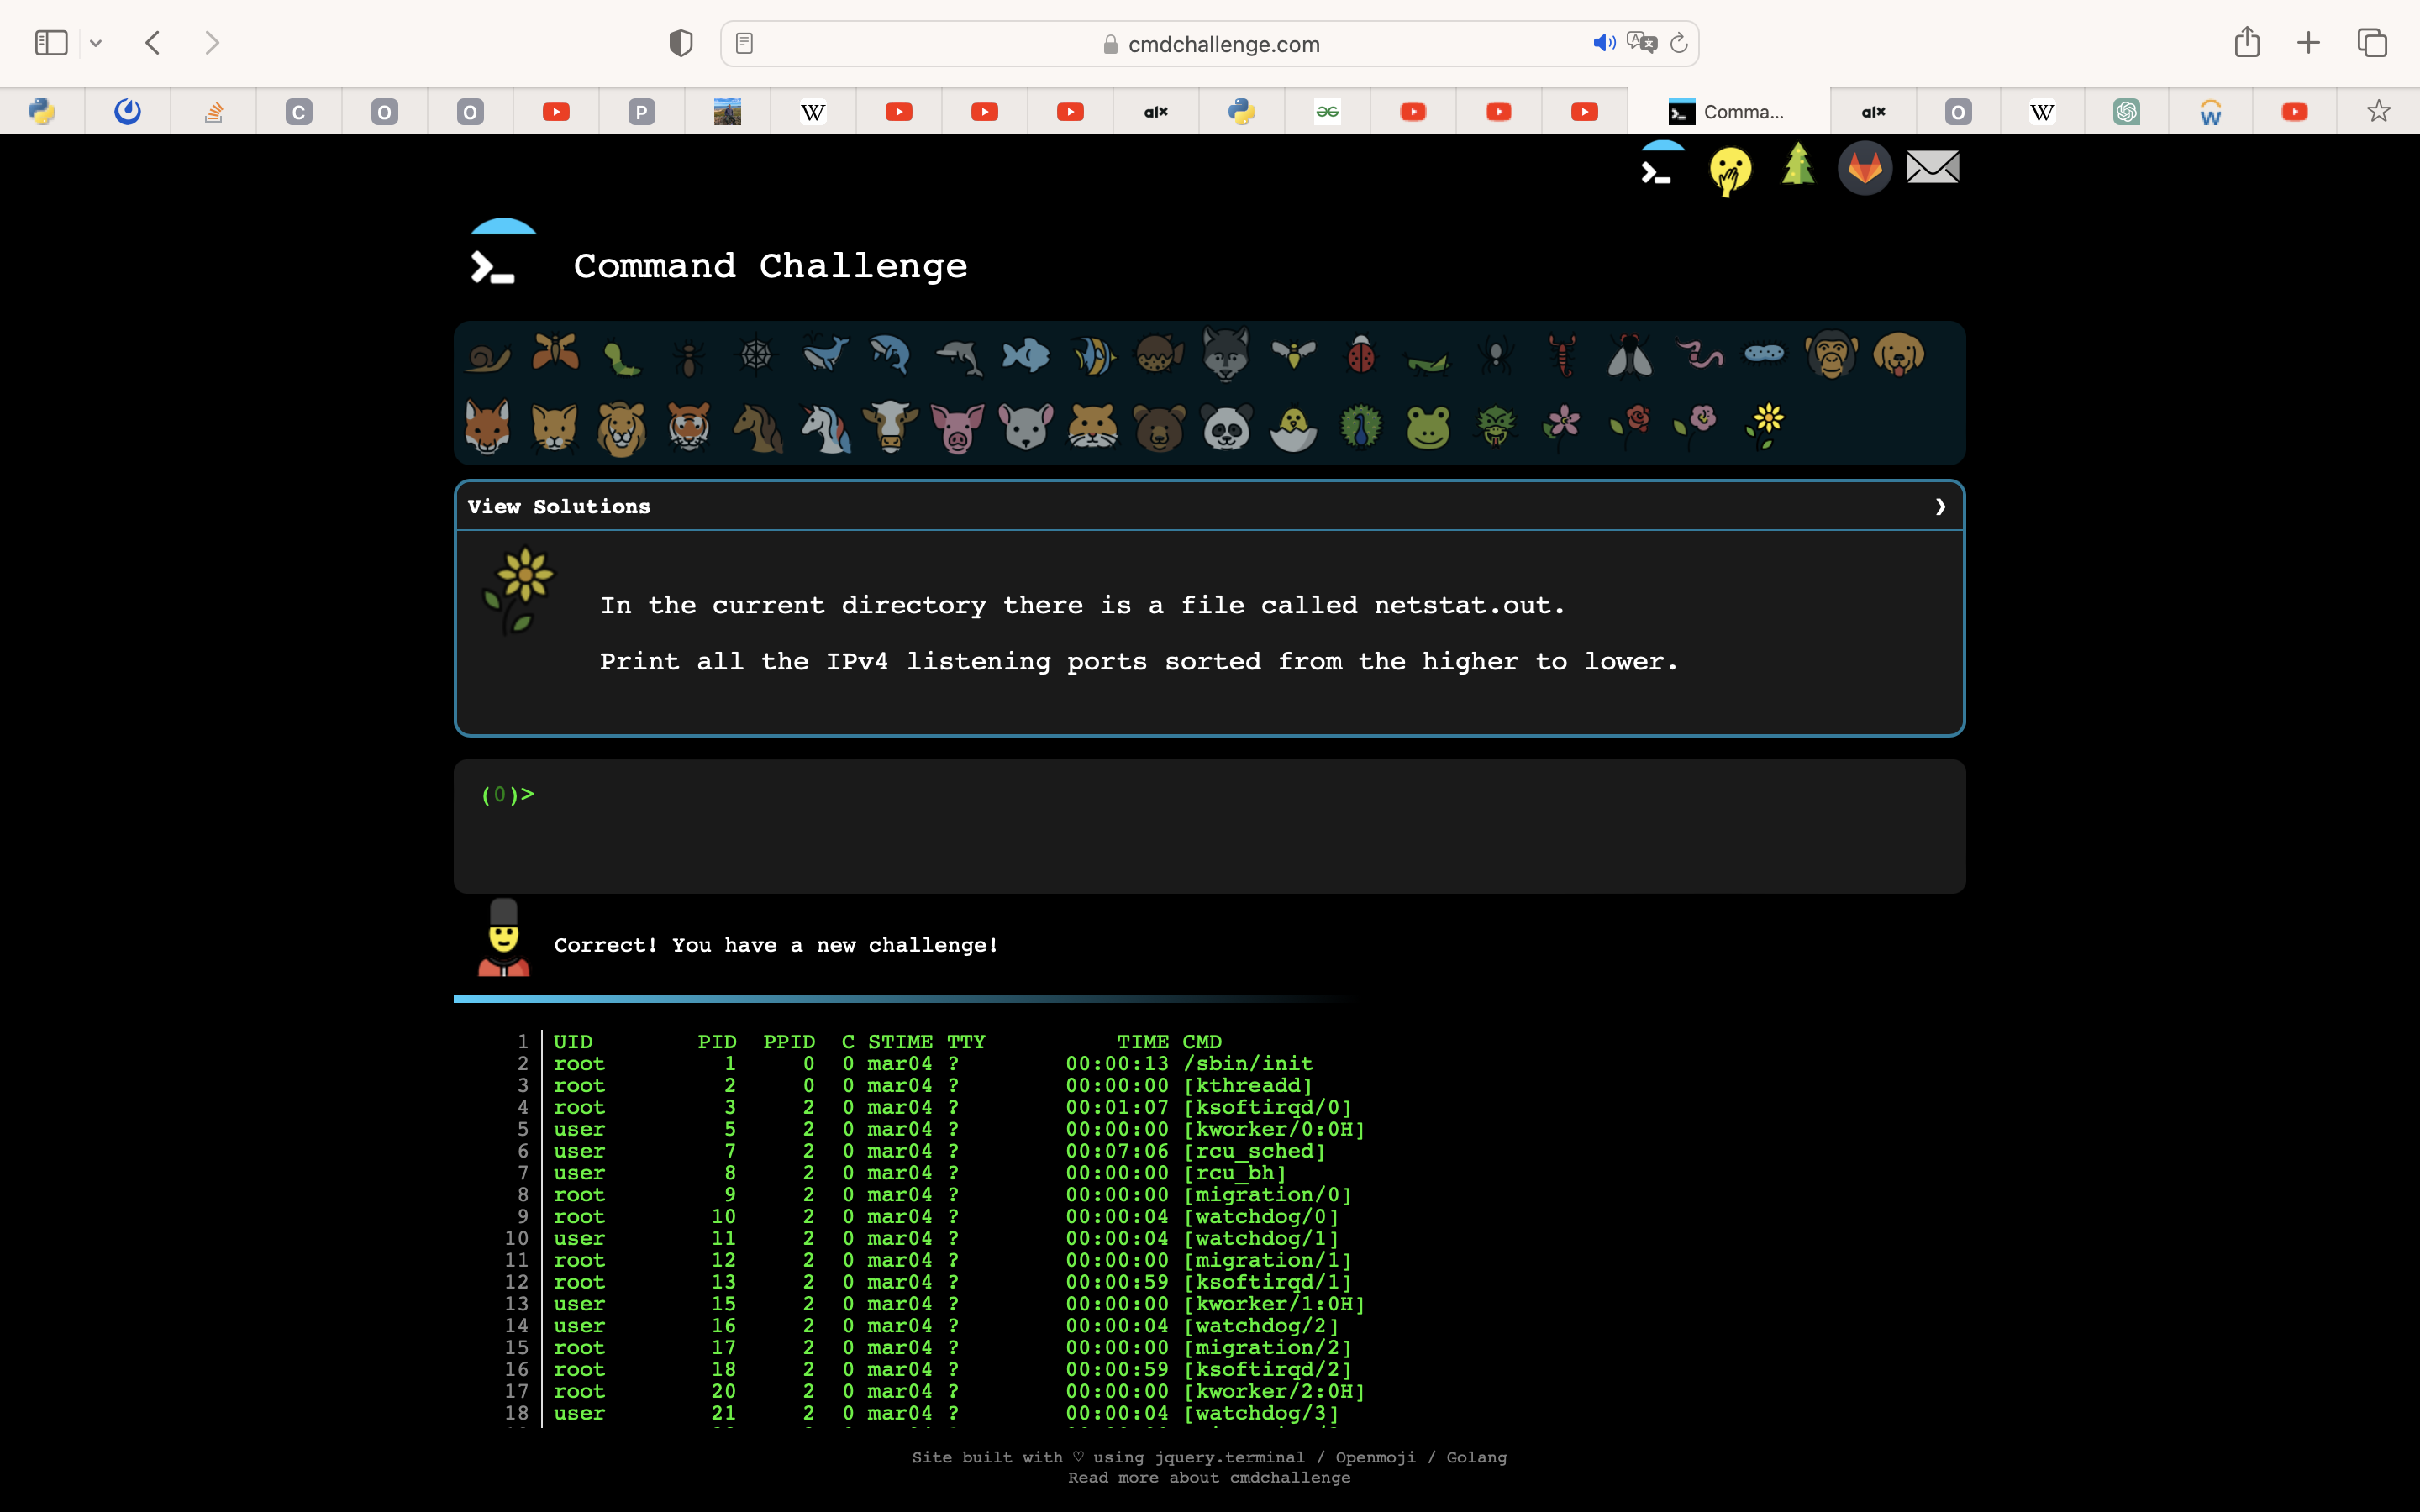 cmdchallenge.com
C
O
O
P
W
alx
Comma...
alx
O
W
W
Command Challenge
View Solutions
In the current directory there is a file called netstat.out.
Print all the IPv4 listening ports sorted from the higher to lower.
(0)>
Correct! You have a new challenge!
1 UID PID PPID C STIME TTY TIME CMD
2 root 1 0 0 mar04 ? 00:00:13 /sbin/init
3 root 2 0 0 mar04 ? 00:00:00 [kthreadd]
4 root 3 2 0 mar04 ? 00:01:07 [ksoftirqd/0]
5 user 5 2 0 mar04 ? 00:00:00 [kworker/0:0H]
6 user 7 2 0 mar04 ? 00:07:06 [rcu_sched]
7 user 8 2 0 mar04 ? 00:00:00 [rcu_bh]
8 root 9 2 0 mar04 ? 00:00:00 [migration/0]
9 root 10 2 0 mar04 ? 00:00:04 [watchdog/0]
10 user 11 2 0 mar04 ? 00:00:04 [watchdog/1]
11 root 12 2 0 mar04 ? 00:00:00 [migration/1]
12 root 13 2 0 mar04 ? 00:00:59 [ksoftirqd/1]
13 user 15 2 0 mar04 ? 00:00:00 [kworker/1:0H]
14 user 16 2 0 mar04 ? 00:00:04 [watchdog/2]
15 root 17 2 0 mar04 ? 00:00:00 [migration/2]
16 root 18 2 0 mar04 ? 00:00:59 [ksoftirqd/2]
17 root 20 2 0 mar04 ? 00:00:00 [kworker/2:0H]
18 user 21 2 0 mar04 ? 00:00:04 [watchdog/3]
Site built with ♡ using jquery.terminal / Openmoji / Golang
Read more about cmdchallenge